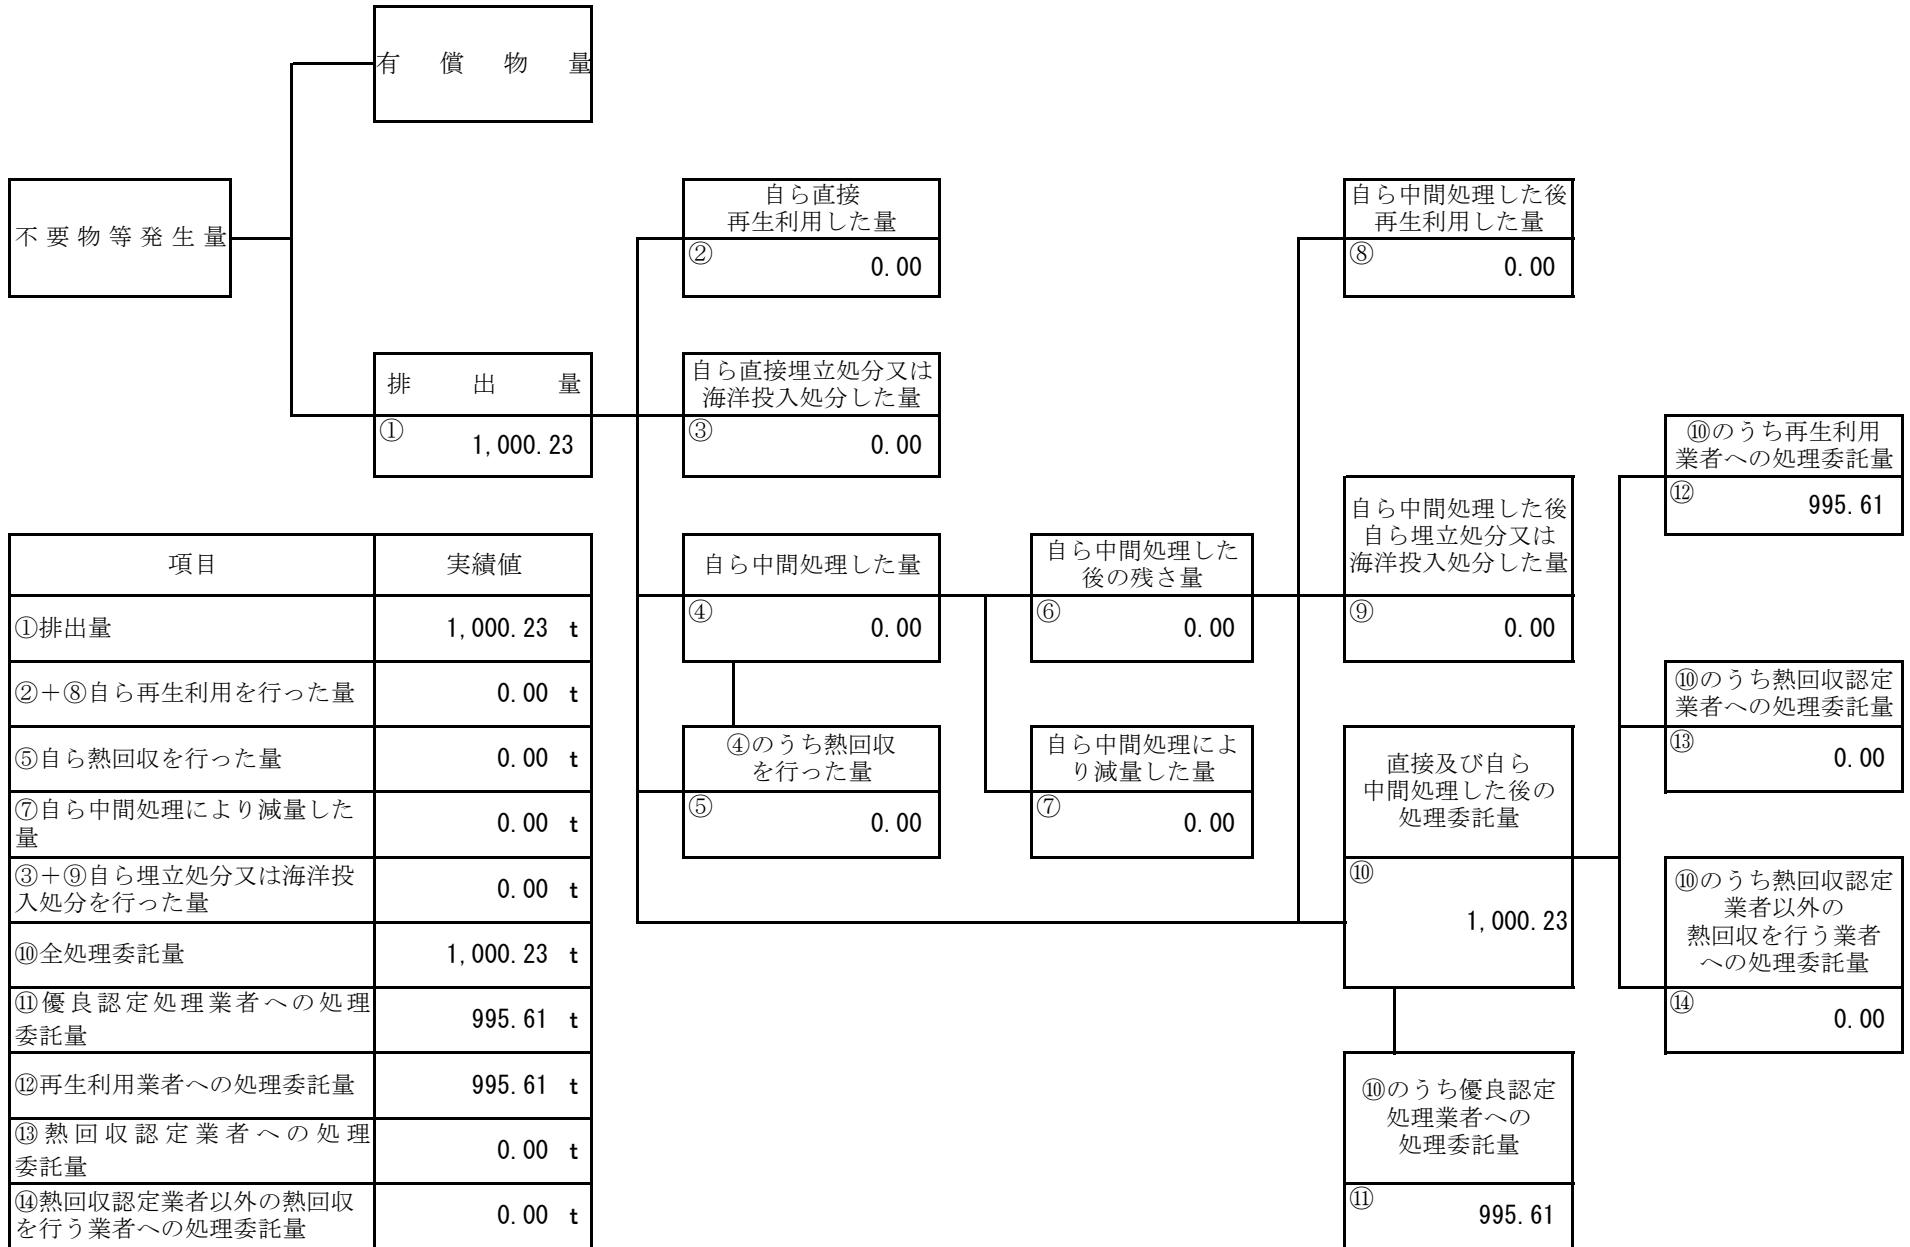 有償物量
不要物等発生量
排出量
①
1,000.23
自ら直接
再生利用した量
②
0.00
自ら直接埋立処分又は
海洋投入処分した量
③
0.00
自ら中間処理した量
④
0.00
④のうち熱回収
を行った量
⑤
0.00
自ら中間処理した
後の残さ量
⑥
0.00
自ら中間処理によ
り減量した量
⑦
0.00
自ら中間処理した後
再生利用した量
⑧
0.00
自ら中間処理した後
自ら埋立処分又は
海洋投入処分した量
⑨
0.00
直接及び自ら
中間処理した後の
処理委託量
⑩
1,000.23
⑩のうち優良認定
処理業者への
処理委託量
⑪
995.61
⑩のうち再生利用
業者への処理委託量
⑫
995.61
⑩のうち熱回収認定
業者への処理委託量
⑬
0.00
⑩のうち熱回収認定
業者以外の
熱回収を行う業者
への処理委託量
⑭
0.00
項目 実績値
①排出量 1,000.23 t
②＋⑧自ら再生利用を行った量 0.00 t
⑤自ら熱回収を行った量 0.00 t
⑦自ら中間処理により減量した
量 0.00 t
③＋⑨自ら埋立処分又は海洋投
入処分を行った量 0.00 t
⑩全処理委託量 1,000.23 t
⑪優良認定処理業者への処理
委託量 995.61 t
⑫再生利用業者への処理委託量 995.61 t
⑬熱回収認定業者への処理
委託量 0.00 t
⑭熱回収認定業者以外の熱回収
を行う業者への処理委託量 0.00 t